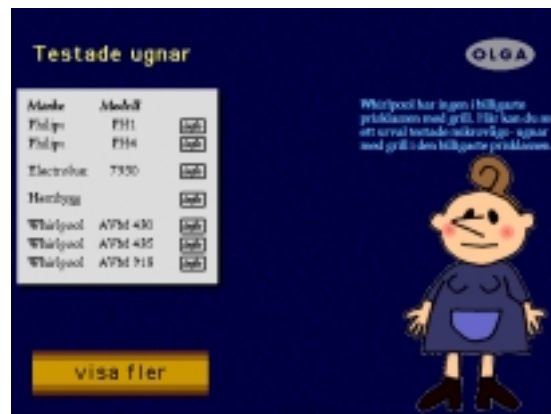 Testade ugnar
OLGA
Märke Modell
Philips FH1
Philips FH4
Electrolux 7930
Whirlpool AVM 430
Whirlpool AVM 435
Whirlpool AVM 918
Whirlpool har ingen i billigaste
prisklassen med grill. Här kan du se
ett urval testade mikrovågs- ugnar
med grill i den billigaste prisklassen.
visa fler